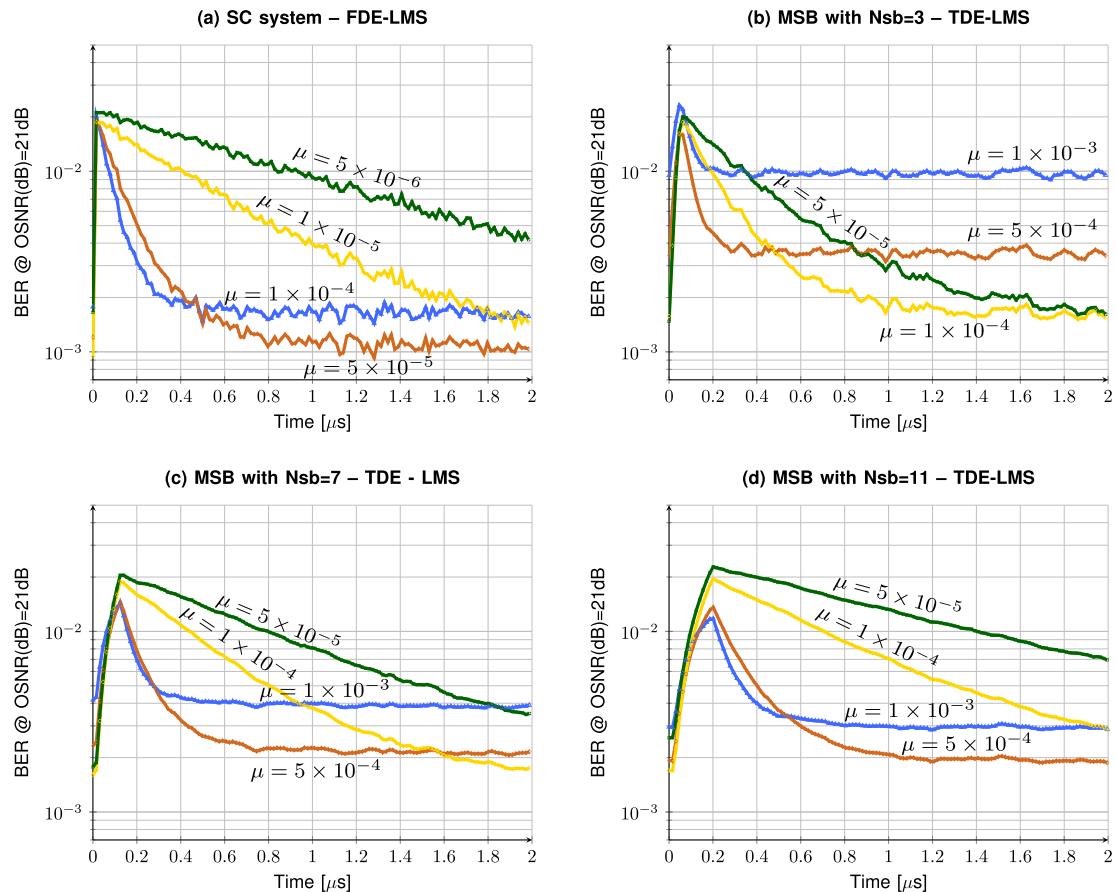 (a) SC system – FDE-LMS
BER @ OSNR(dB)=21dB
10⁻²
10⁻³
μ = 5 × 10⁻⁶
μ = 1 × 10⁻⁵
μ = 1 × 10⁻⁴
μ = 5 × 10⁻⁵
0 0.2 0.4 0.6 0.8 1 1.2 1.4 1.6 1.8 2
Time [μs]
(b) MSB with Nsb=3 – TDE-LMS
BER @ OSNR(dB)=21dB
10⁻²
10⁻³
μ = 1 × 10⁻³
μ = 5 × 10⁻⁵
μ = 5 × 10⁻⁴
μ = 1 × 10⁻⁴
0 0.2 0.4 0.6 0.8 1 1.2 1.4 1.6 1.8 2
Time [μs]
(c) MSB with Nsb=7 – TDE - LMS
BER @ OSNR(dB)=21dB
10⁻²
10⁻³
μ = 5 × 10⁻⁵
μ = 1 × 10⁻⁴
μ = 1 × 10⁻³
μ = 5 × 10⁻⁴
0 0.2 0.4 0.6 0.8 1 1.2 1.4 1.6 1.8 2
Time [μs]
(d) MSB with Nsb=11 – TDE-LMS
BER @ OSNR(dB)=21dB
10⁻²
10⁻³
μ = 5 × 10⁻⁵
μ = 1 × 10⁻⁴
μ = 1 × 10⁻³
μ = 5 × 10⁻⁴
0 0.2 0.4 0.6 0.8 1 1.2 1.4 1.6 1.8 2
Time [μs]